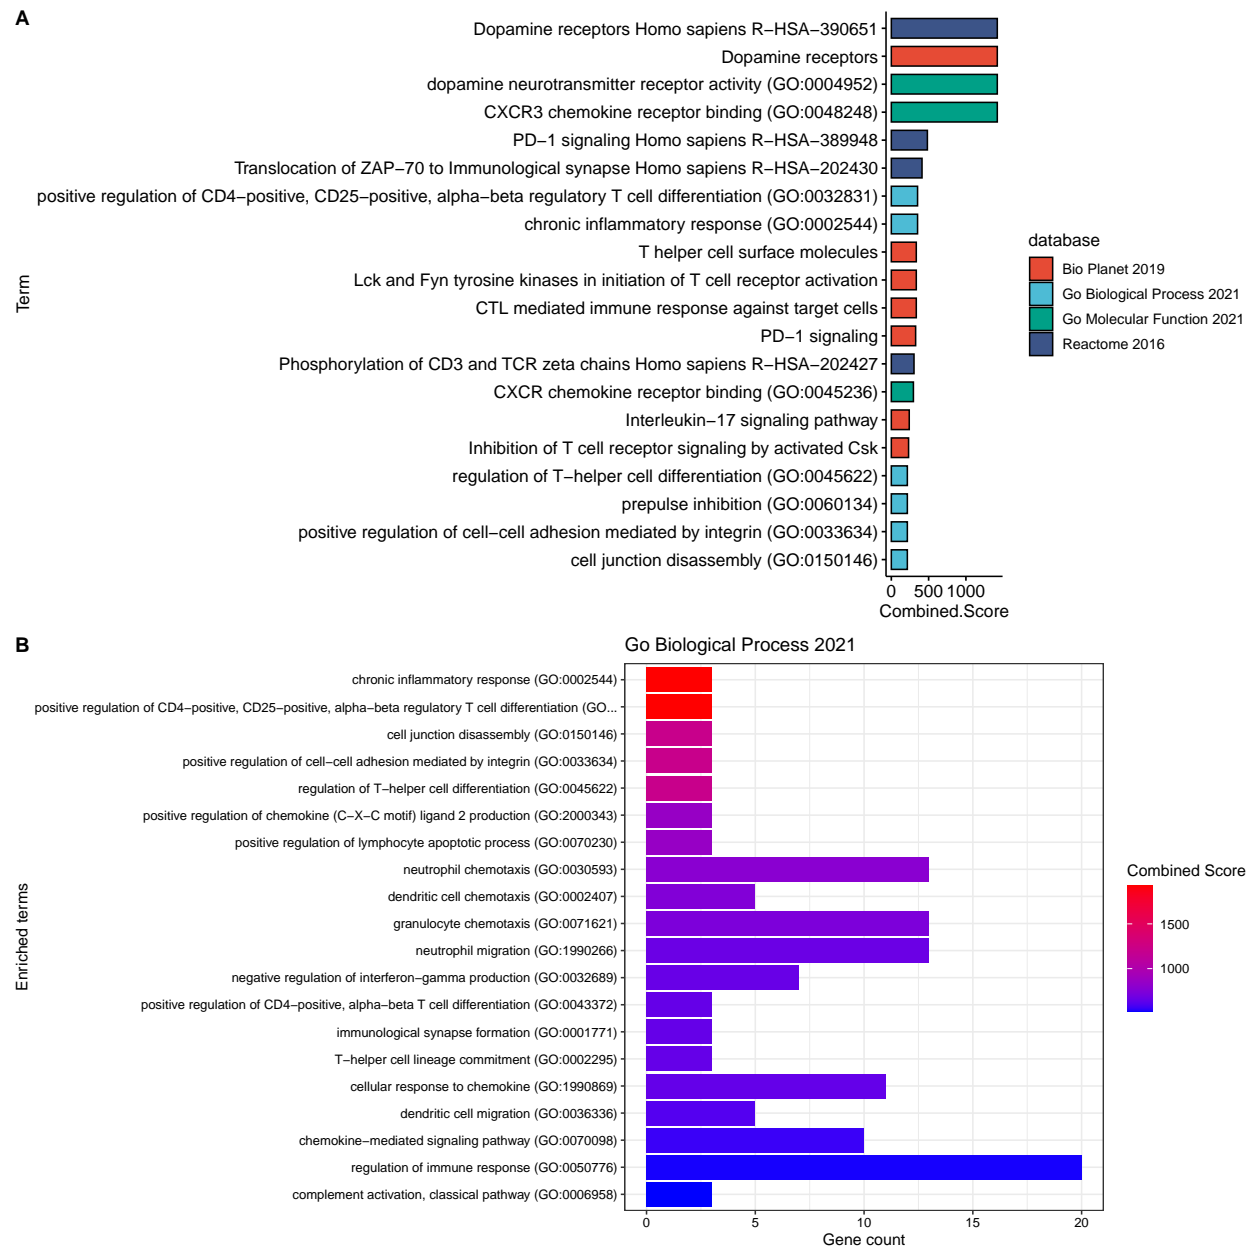 A
Dopamine receptors Homo sapiens R−HSA−390651
Dopamine receptors
dopamine neurotransmitter receptor activity (GO:0004952)
CXCR3 chemokine receptor binding (GO:0048248)
PD−1 signaling Homo sapiens R−HSA−389948
Translocation of ZAP−70 to Immunological synapse Homo sapiens R−HSA−202430
positive regulation of CD4−positive, CD25−positive, alpha−beta regulatory T cell differentiation (GO:0032831)
chronic inflammatory response (GO:0002544)
T helper cell surface molecules
Lck and Fyn tyrosine kinases in initiation of T cell receptor activation
CTL mediated immune response against target cells
PD−1 signaling
Phosphorylation of CD3 and TCR zeta chains Homo sapiens R−HSA−202427
CXCR chemokine receptor binding (GO:0045236)
Interleukin−17 signaling pathway
Inhibition of T cell receptor signaling by activated Csk
regulation of T−helper cell differentiation (GO:0045622)
prepulse inhibition (GO:0060134)
positive regulation of cell−cell adhesion mediated by integrin (GO:0033634)
cell junction disassembly (GO:0150146)
Term
0 500 1000
Combined.Score
database
Bio Planet 2019
Go Biological Process 2021
Go Molecular Function 2021
Reactome 2016
B
Go Biological Process 2021
chronic inflammatory response (GO:0002544)
positive regulation of CD4−positive, CD25−positive, alpha−beta regulatory T cell differentiation (GO...
cell junction disassembly (GO:0150146)
positive regulation of cell−cell adhesion mediated by integrin (GO:0033634)
regulation of T−helper cell differentiation (GO:0045622)
positive regulation of chemokine (C−X−C motif) ligand 2 production (GO:2000343)
positive regulation of lymphocyte apoptotic process (GO:0070230)
neutrophil chemotaxis (GO:0030593)
dendritic cell chemotaxis (GO:0002407)
granulocyte chemotaxis (GO:0071621)
neutrophil migration (GO:1990266)
negative regulation of interferon−gamma production (GO:0032689)
positive regulation of CD4−positive, alpha−beta T cell differentiation (GO:0043372)
immunological synapse formation (GO:0001771)
T−helper cell lineage commitment (GO:0002295)
cellular response to chemokine (GO:1990869)
dendritic cell migration (GO:0036336)
chemokine−mediated signaling pathway (GO:0070098)
regulation of immune response (GO:0050776)
complement activation, classical pathway (GO:0006958)
Enriched terms
0 5 10 15 20
Gene count
Combined Score
1500
1000